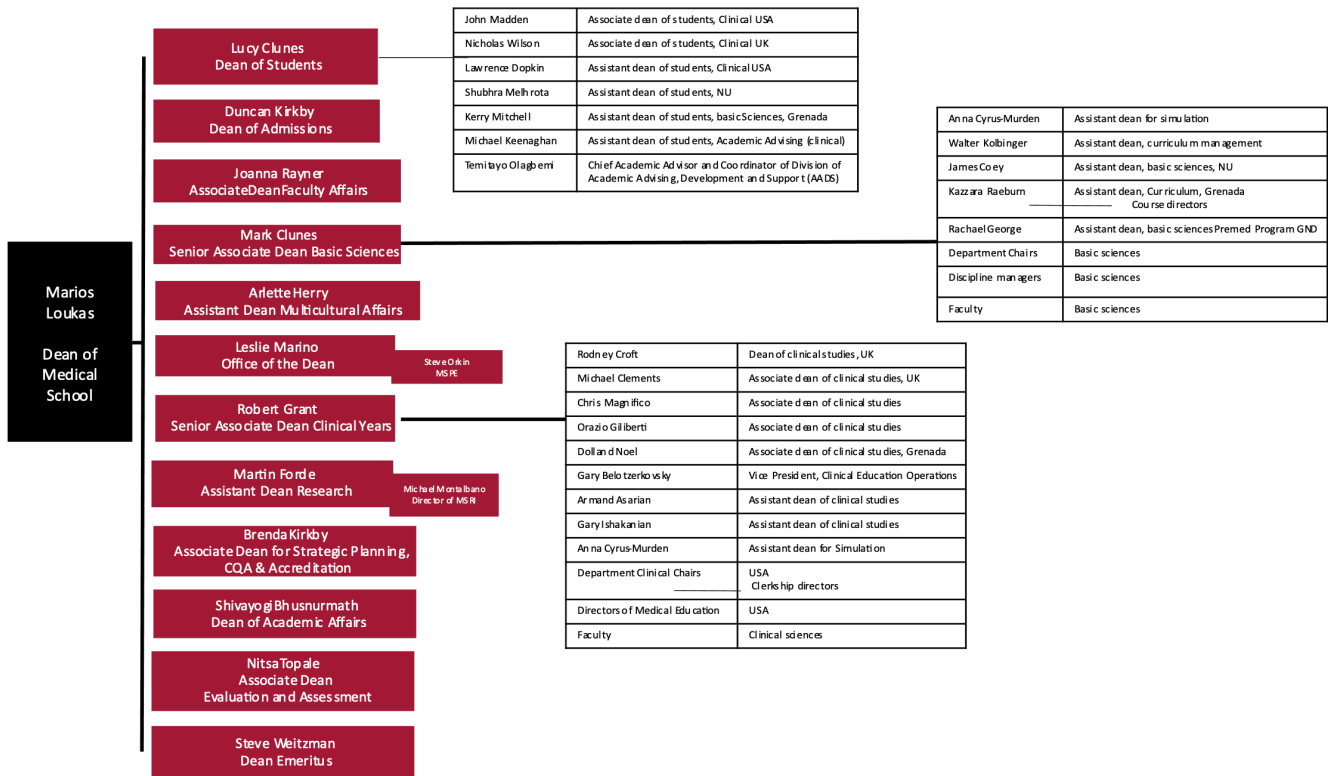 Marios
Loukas
Dean of
Medical
School
Lucy Clunes
Dean of Students
Duncan Kirkby
Dean of Admissions
Joanna Rayner
AssociateDeanFaculty Affairs
Mark Clunes
Senior Associate Dean Basic Sciences
Arlette Herry
Assistant Dean Multicultural Affairs
Leslie Marino
Office of the Dean
Steve Orkin
MSPE
Robert Grant
Senior Associate Dean Clinical Years
Martin Forde
Assistant Dean Research
Michael Montalbano
Director of MSRI
Brenda Kirkby
Associate Dean for Strategic Planning,
CQA & Accreditation
Shivayogi Bhusnurmath
Dean of Academic Affairs
Nitsa Topale
Associate Dean
Evaluation and Assessment
Steve Weitzman
Dean Emeritus
John Madden Associate dean of students, Clinical USA
Nicholas Wilson Associate dean of students, Clinical UK
Lawrence Dopkin Assistant dean of students, Clinical USA
Shubhra Melhrota Assistant dean of students, NU
Kerry Mitchell Assistant dean of students, basic Sciences, Grenada
Michael Keenaghan Assistant dean of students, Academic Advising (clinical)
Temitayo Olagbemi Chief Academic Advisor and Coordinator of Division of
Academic Advising, Development and Support (AADS)
Anna Cyrus-Murden Assistant dean for simulation
Walter Kolbinger Assistant dean, curriculum management
James Coey Assistant dean, basic sciences, NU
Kazzara Raeburn Assistant dean, Curriculum, Grenada
Course directors
Rachael George Assistant dean, basic sciences Premed Program GND
Department Chairs Basic sciences
Discipline managers Basic sciences
Faculty Basic sciences
Rodney Croft Dean of clinical studies, UK
Michael Clements Associate dean of clinical studies, UK
Chris Magnifico Associate dean of clinical studies
Orazio Giliberti Associate dean of clinical studies
Dolland Noel Associate dean of clinical studies, Grenada
Gary Belotzerkovsky Vice President, Clinical Education Operations
Armand Asarian Assistant dean of clinical studies
Gary Ishakanian Assistant dean of clinical studies
Anna Cyrus-Murden Assistant dean for Simulation
Department Clinical Chairs USA
Clerkship directors
Directors of Medical Education USA
Faculty Clinical sciences